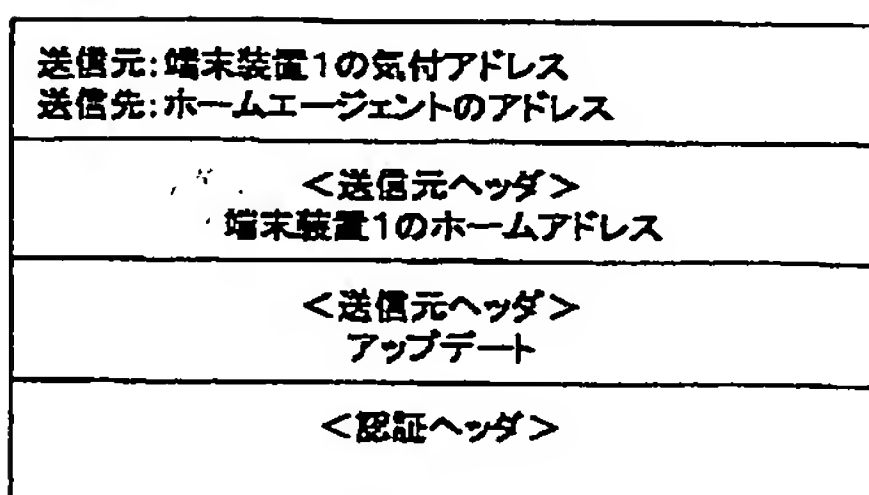 送信元:端末装置1の気付アドレス
送信先:ホームエージェントのアドレス
<送信元ヘッダ>
端末装置1のホームアドレス
<送信元ヘッダ>
アップデート
<認証ヘッダ>